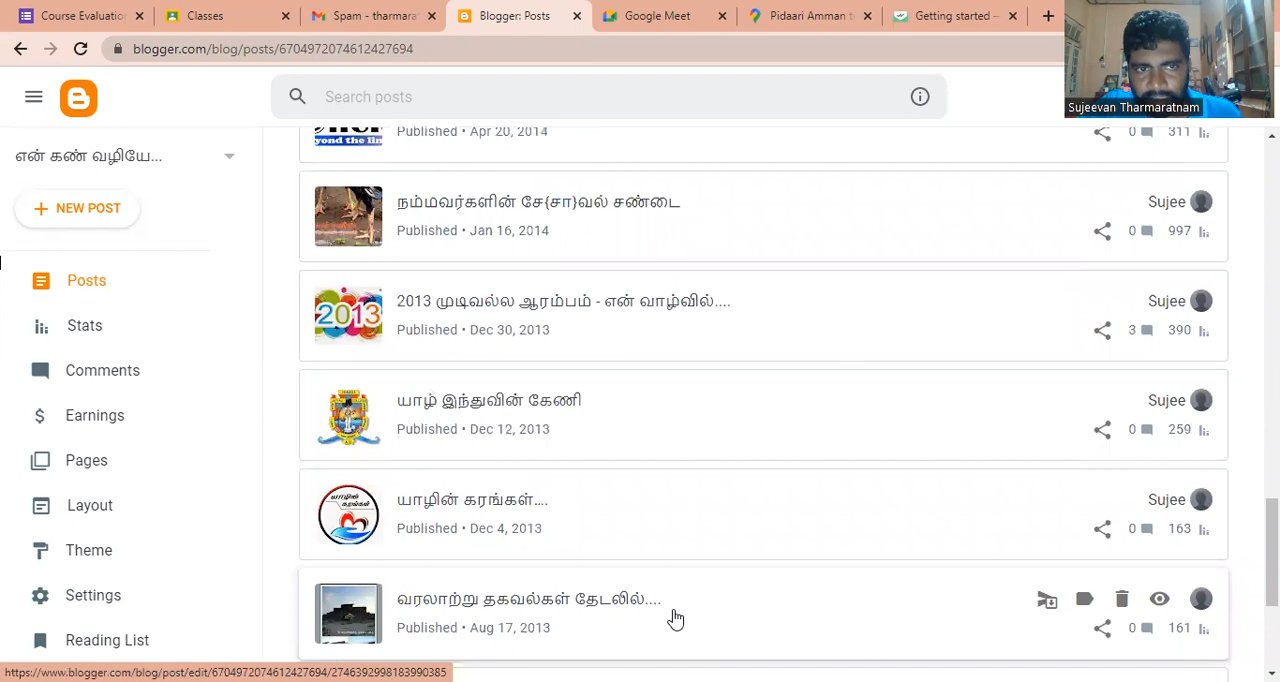 Course Evaluatio
Classes
Spam - tharmara
Blogger: Posts
Google Meet
Pidaari Amman t
Getting started –
blogger.com/blog/posts/6704972074612427694
Search posts
Sujeevan Tharmaratnam
என் கண் வழியே...
NEW POST
Posts
Stats
Comments
Earnings
Pages
Layout
Theme
Settings
Reading List
yond the lin
Published • Apr 20, 2014
0 311
நம்மவர்களின் சே{சா}வல் சண்டை
Sujee
Published • Jan 16, 2014
0 997
2013
2013 முடிவல்ல ஆரம்பம் - என் வாழ்வில்....
Sujee
Published • Dec 30, 2013
3 390
யாழ் இந்துவின் கேணி
Sujee
Published • Dec 12, 2013
0 259
யாழின் கரங்கள்
யாழின் கரங்கள்....
Sujee
Published • Dec 4, 2013
0 163
வரலாற்று தகவல்கள் தேடலில்....
Published • Aug 17, 2013
0 161
https://www.blogger.com/blog/post/edit/6704972074612427694/2746392998183990385